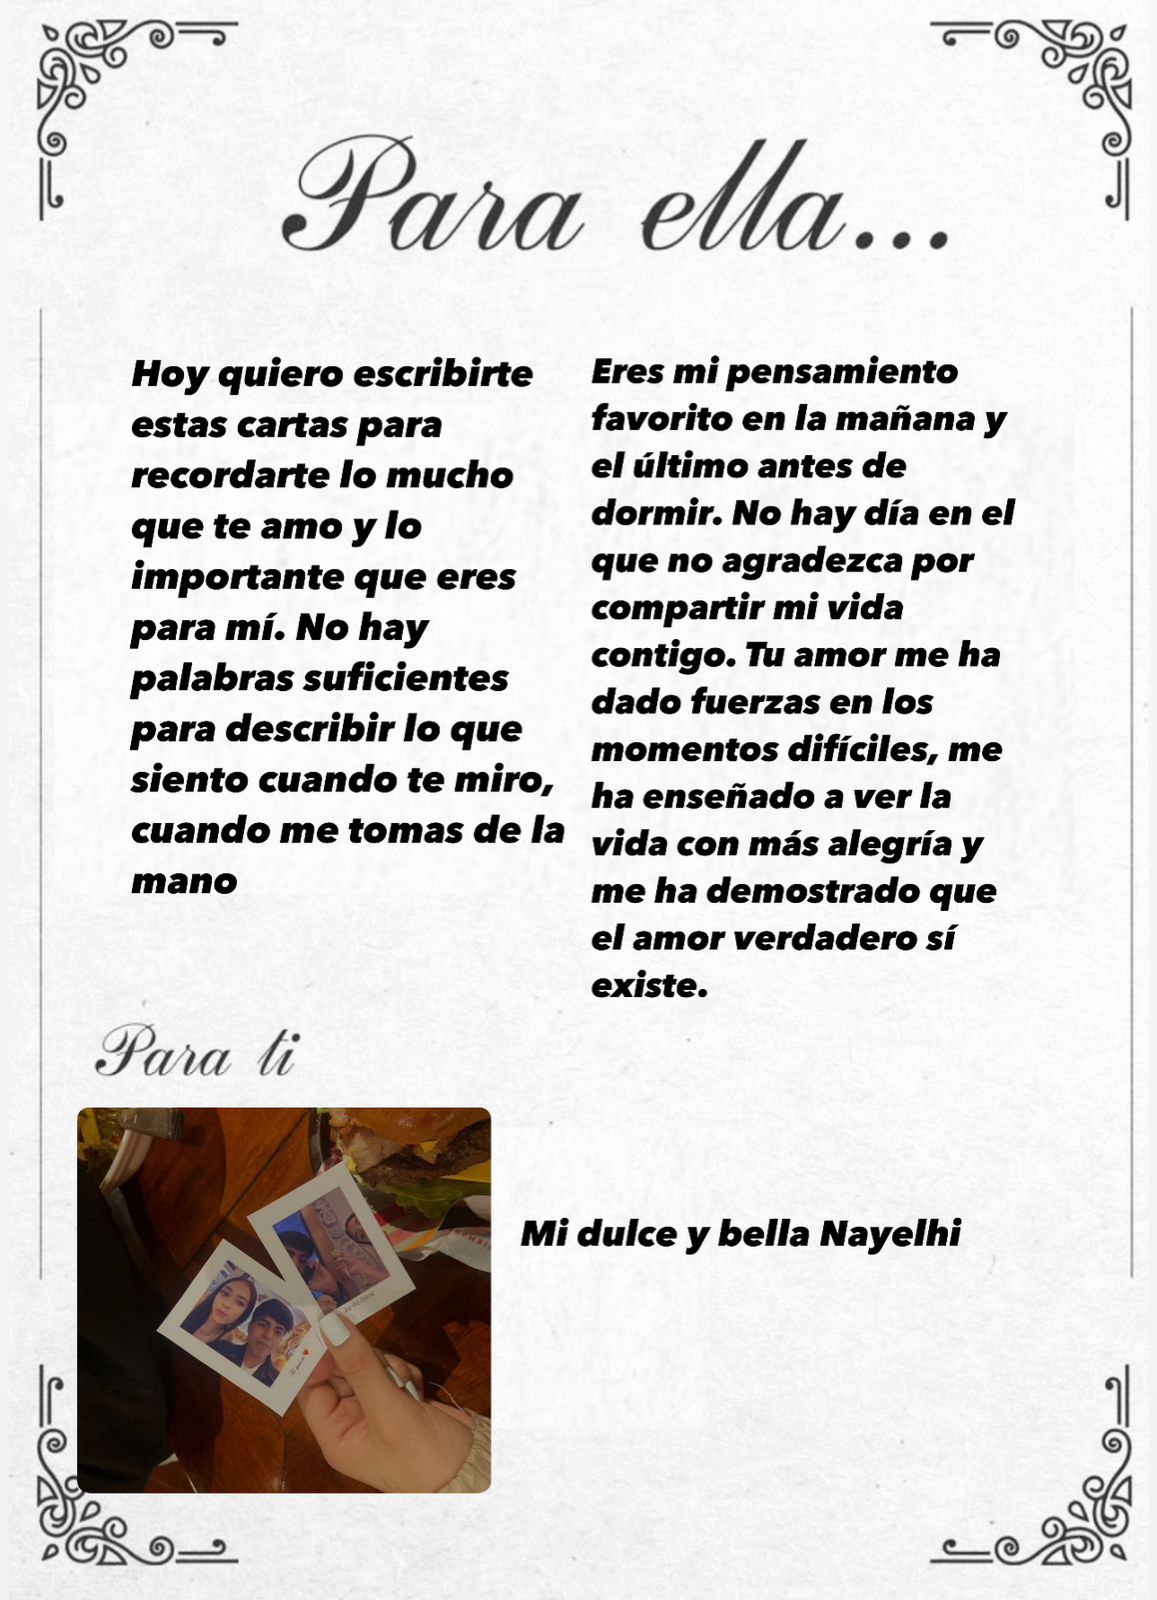 Para ella...
Hoy quiero escribirte
estas cartas para
recordarte lo mucho
que te amo y lo
importante que eres
para mí. No hay
palabras suficientes
para describir lo que
siento cuando te miro,
cuando me tomas de la
mano
Eres mi pensamiento
favorito en la mañana y
el último antes de
dormir. No hay día en el
que no agradezca por
compartir mi vida
contigo. Tu amor me ha
dado fuerzas en los
momentos difíciles, me
ha enseñado a ver la
vida con más alegría y
me ha demostrado que
el amor verdadero sí
existe.
Para ti
Mi dulce y bella Nayelhi